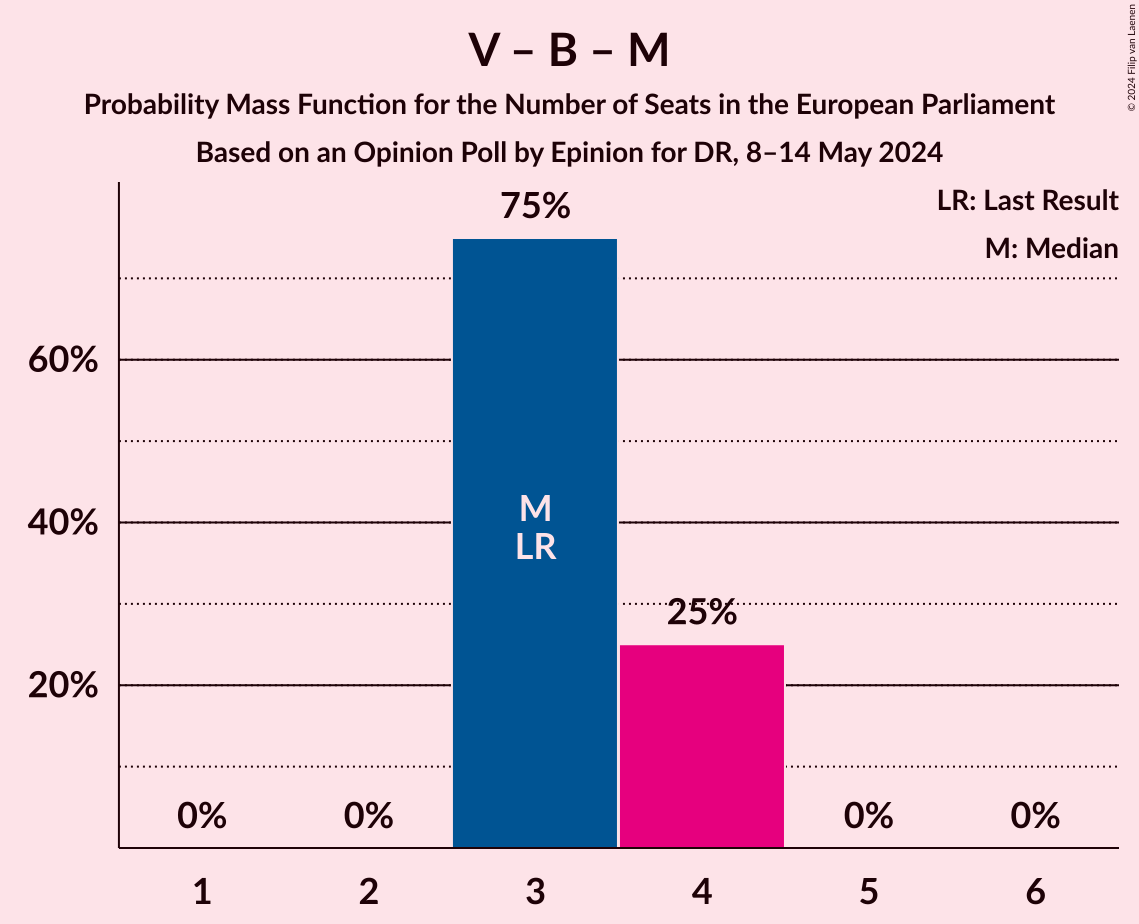 V – B – M
Probability Mass Function for the Number of Seats in the European Parliament
Based on an Opinion Poll by Epinion for DR, 8–14 May 2024
© 2024 Filip van Laenen
LR: Last Result
M: Median
75%
60%
M
40%
LR
25%
20%
0%
0%
0%
0%
1
2
3
4
5
6